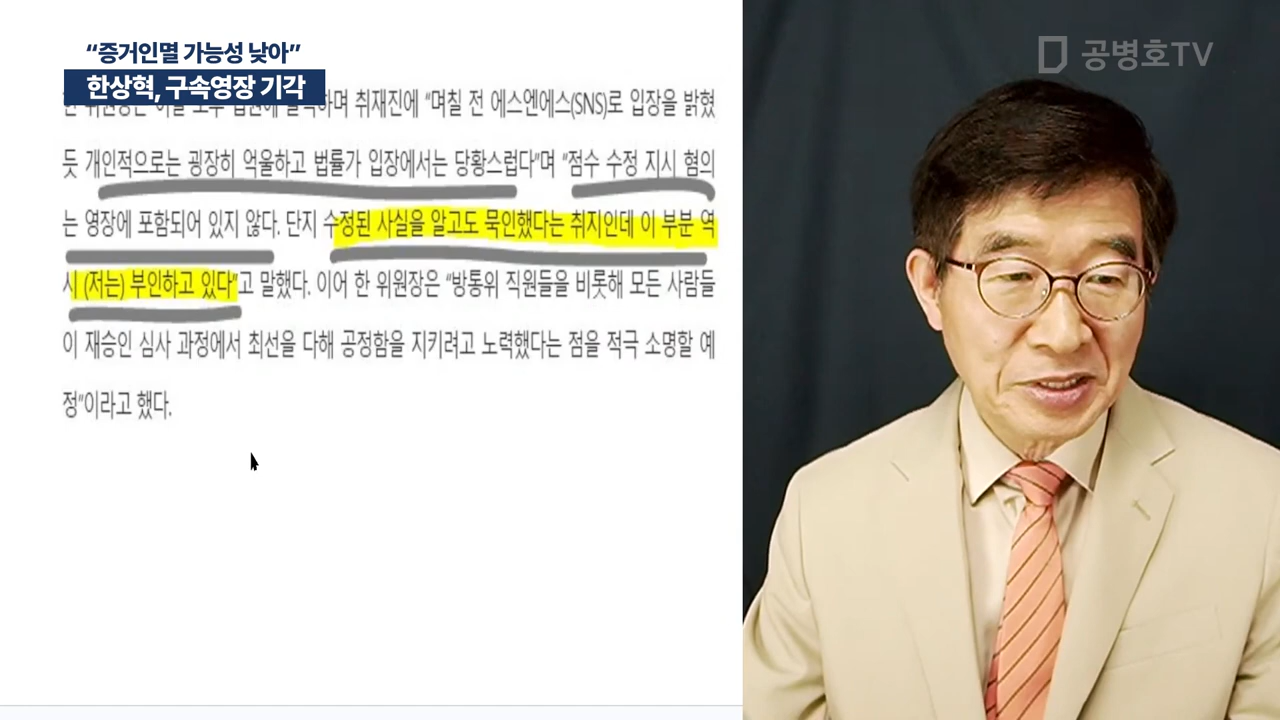 “증거인멸 가능성 낮아”
한상혁, 구속영장 기각
공병호TV
며 취재진에 “며칠 전 에스엔에스(SNS)로 입장을 밝혔
듯 개인적으로는 굉장히 억울하고 법률가 입장에서는 당황스럽다”며 “점수 수정 지시 혐의
는 영장에 포함되어 있지 않다. 단지 수정된 사실을 알고도 묵인했다는 취지인데 이 부분 역
시 (저는) 부인하고 있다”고 말했다. 이어 한 위원장은 “방통위 직원들을 비롯해 모든 사람들
이 재승인 심사 과정에서 최선을 다해 공정함을 지키려고 노력했다는 점을 적극 소명할 예
정”이라고 했다.